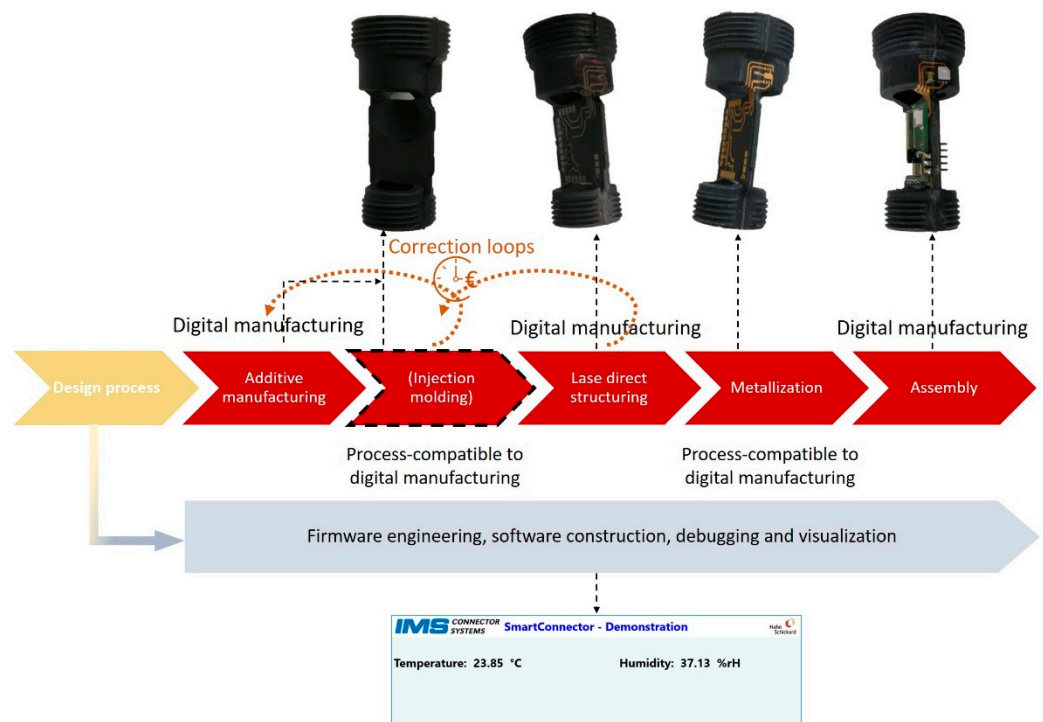 Correction loops
€
Digital manufacturing
Digital manufacturing
Digital manufacturing
Design process
Additive
manufacturing
(Injection
molding)
Lase direct
structuring
Metallization
Assembly
Process-compatible to
digital manufacturing
Process-compatible to
digital manufacturing
Firmware engineering, software construction, debugging and visualization
IMS CONNECTOR
SYSTEMS
SmartConnector - Demonstration
Hahn
Schickard
Temperature: 23.85 °C
Humidity: 37.13 %rH